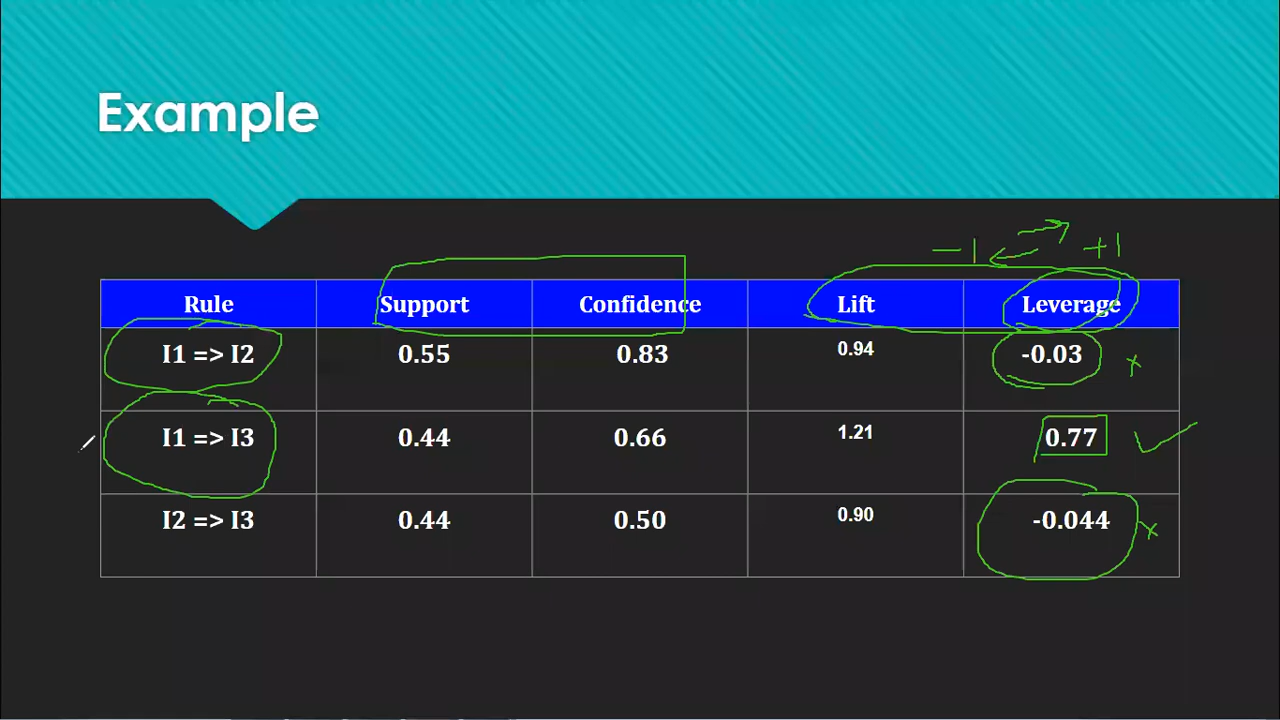 Example
-1 +1
Rule Support Confidence Lift Leverage
I1 => I2 0.55 0.83 0.94 -0.03 x
I1 => I3 0.44 0.66 1.21 0.77 ✓
I2 => I3 0.44 0.50 0.90 -0.044 x